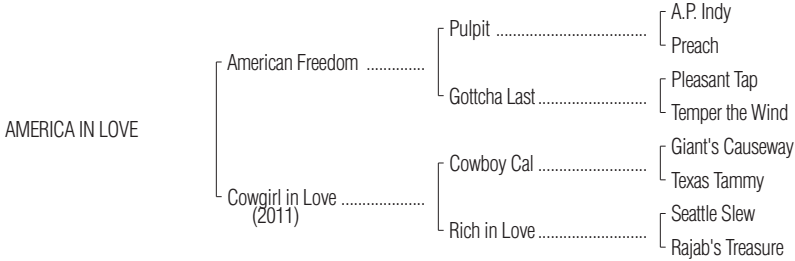 A.P. Indy
Pulpit ..................................
Preach
American Freedom ..............
Pleasant Tap
Gottcha Last .........................
Temper the Wind
AMERICA IN LOVE
Giant's Causeway
Cowboy Cal .........................
Texas Tammy
Cowgirl in Love ....................
(2011)
Seattle Slew
Rich in Love .........................
Rajab's Treasure